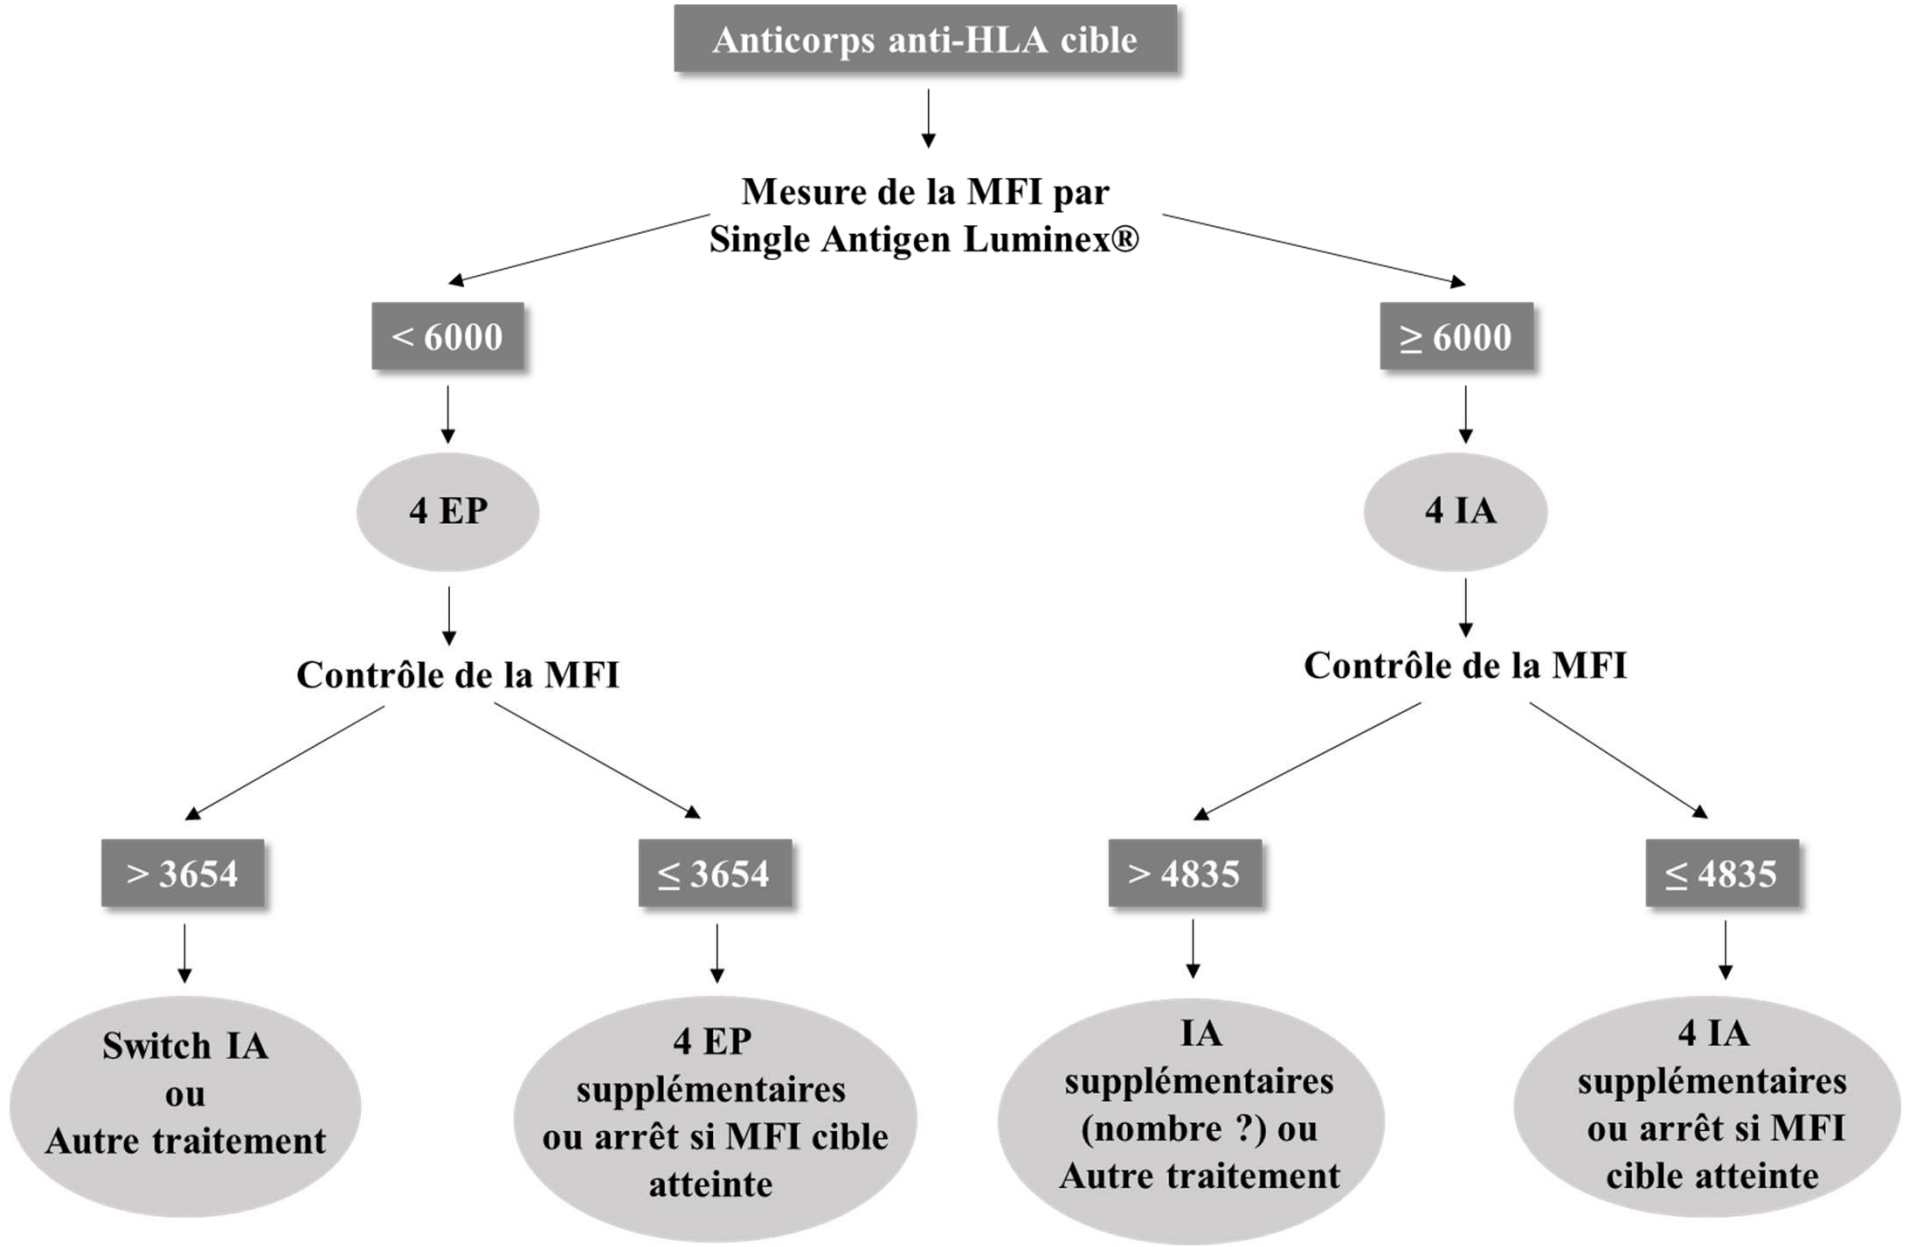 Anticorps anti-HLA cible
Mesure de la MFI par
Single Antigen Luminex®
< 6000
≥ 6000
4 EP
4 IA
Contrôle de la MFI
Contrôle de la MFI
> 3654
≤ 3654
> 4835
≤ 4835
Switch IA
ou
Autre traitement
4 EP
supplémentaires
ou arrêt si MFI cible
atteinte
IA
supplémentaires
(nombre ?) ou
Autre traitement
4 IA
supplémentaires
ou arrêt si MFI
cible atteinte